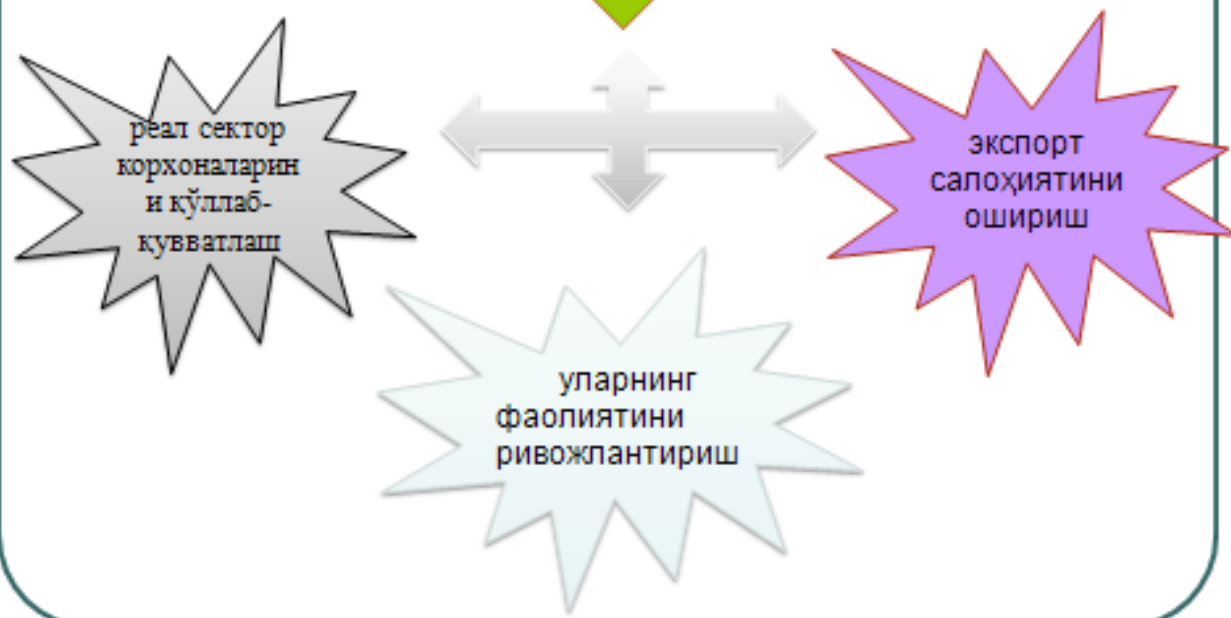 реал сектор
корхоналарин
и қўллаб-
қувватлаш
экспорт
салоҳиятини
ошириш
уларнинг
фаолиятини
ривожлантириш